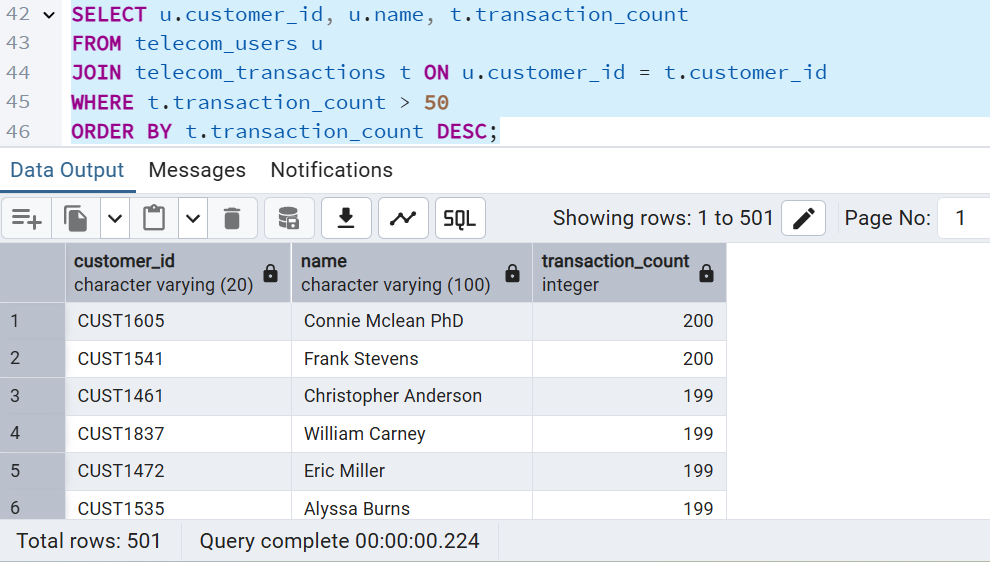 42 SELECT u.customer_id, u.name, t.transaction_count
43 FROM telecom_users u
44 JOIN telecom_transactions t ON u.customer_id = t.customer_id
45 WHERE t.transaction_count > 50
46 ORDER BY t.transaction_count DESC;
Data Output Messages Notifications
SQL Showing rows: 1 to 501 Page No: 1
customer_id name transaction_count
character varying (20) character varying (100) integer
1 CUST1605 Connie Mclean PhD 200
2 CUST1541 Frank Stevens 200
3 CUST1461 Christopher Anderson 199
4 CUST1837 William Carney 199
5 CUST1472 Eric Miller 199
6 CUST1535 Alyssa Burns 199
Total rows: 501 Query complete 00:00:00.224